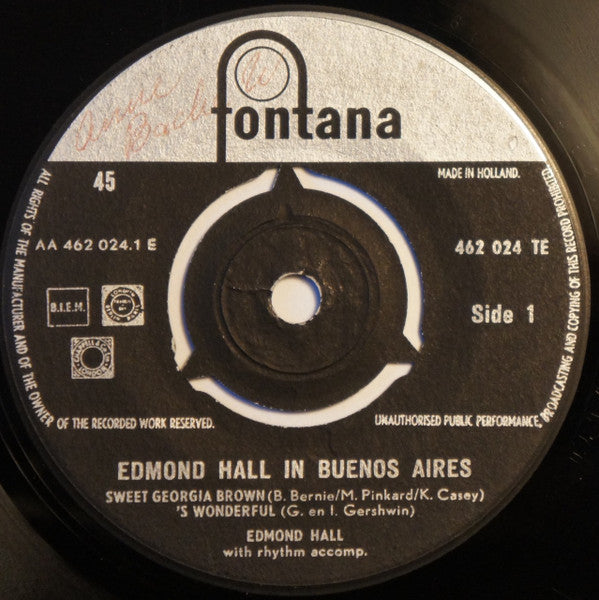 fontana
45
MADE IN HOLLAND.
AA 462 024.1 E
462 024 TE
B.I.E.M.
Side 1
ALL RIGHTS OF THE MANUFACTURER AND OF THE OWNER OF THE RECORDED WORK RESERVED.
UNAUTHORISED PUBLIC PERFORMANCE, BROADCASTING AND COPYING OF THIS RECORD PROHIBITED.
EDMOND HALL IN BUENOS AIRES
SWEET GEORGIA BROWN (B. Bernie/M. Pinkard/K. Casey)
'S WONDERFUL (G. en I. Gershwin)
EDMOND HALL
with rhythm accomp.